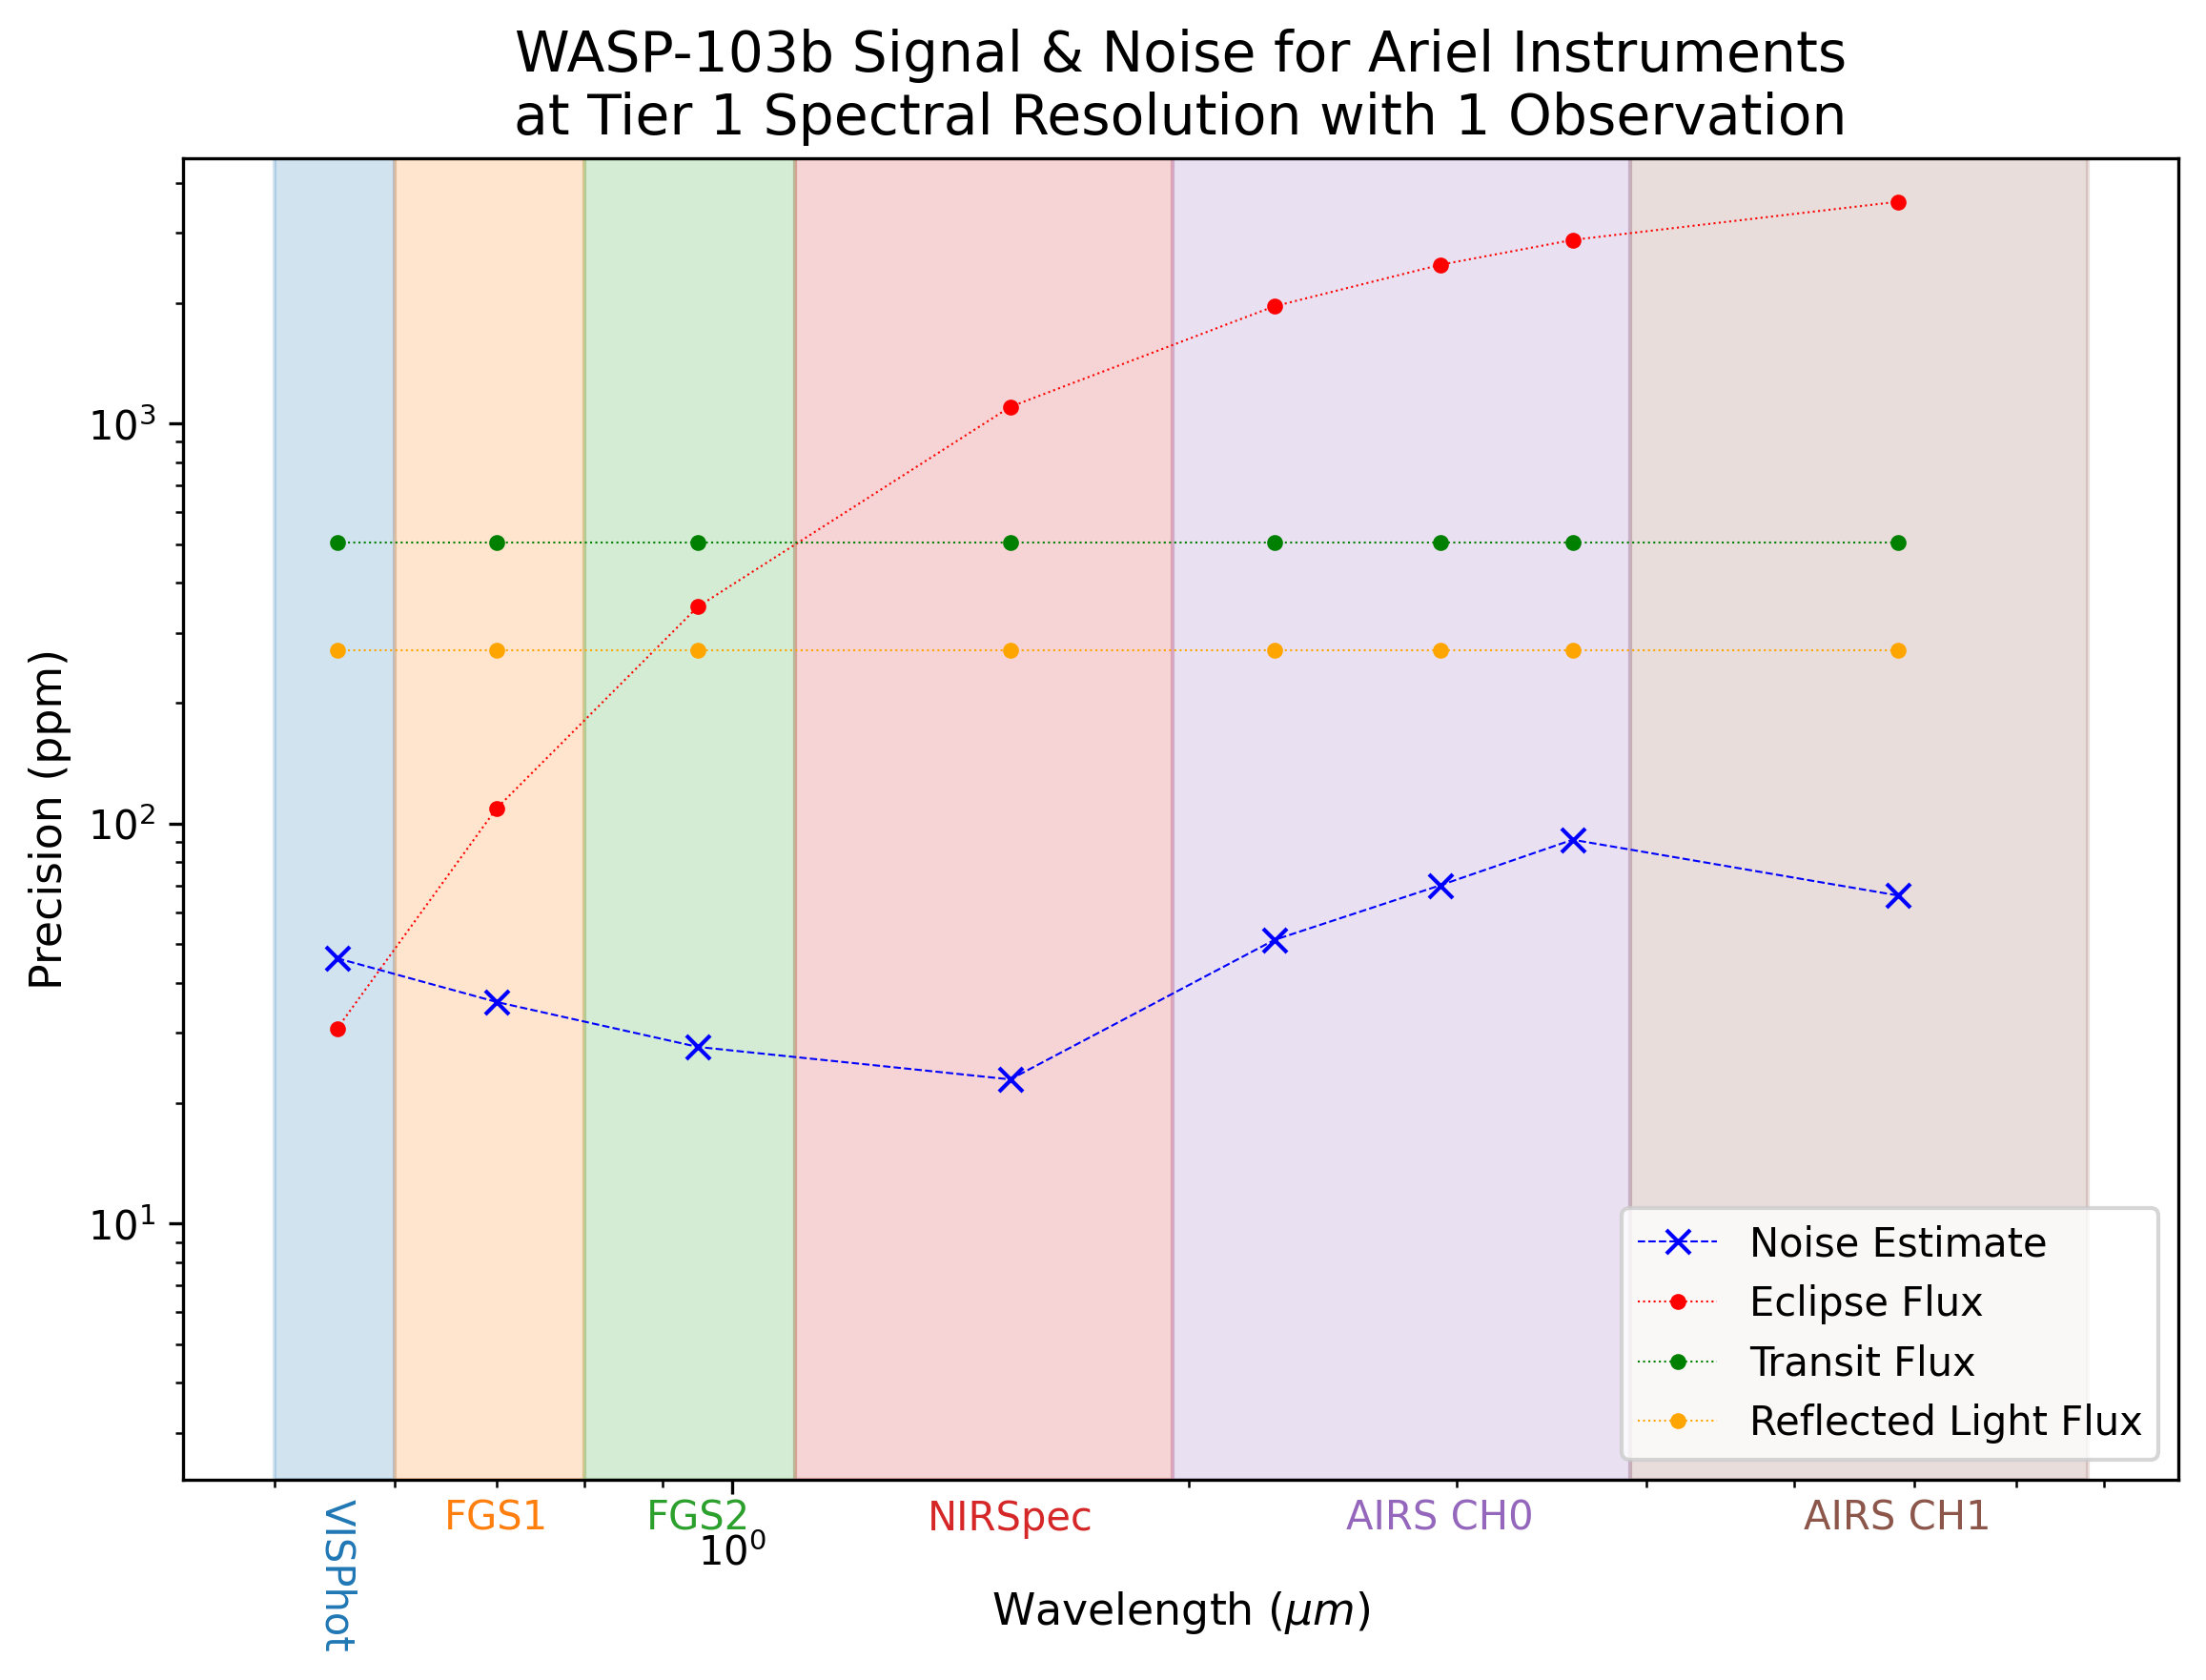 WASP-103b Signal & Noise for Ariel Instruments
at Tier 1 Spectral Resolution with 1 Observation
Precision (ppm)
10³
10²
10¹
Noise Estimate
Eclipse Flux
Transit Flux
Reflected Light Flux
VISPhot
FGS1
FGS2
NIRSpec
AIRS CH0
AIRS CH1
10⁰
Wavelength (μm)